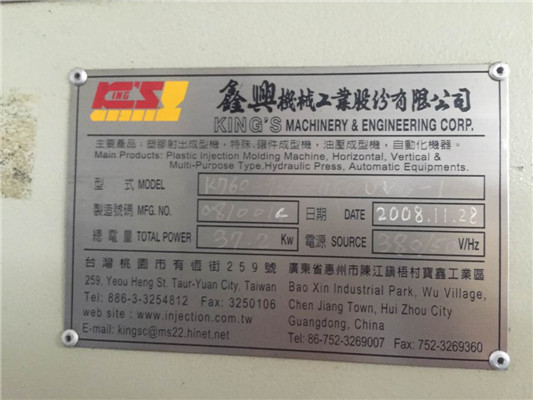 KING'S
鑫興機械工業股份有限公司
KING'S MACHINERY & ENGINEERING CORP.
主要產品：塑膠射出成型機，特殊、鑲件成型機，油壓成型機，自動化機器。
Main Products: Plastic Injection Molding Machine, Horizontal, Vertical &
Multi-Purpose Type, Hydraulic Press, Automatic Equipments.
型 式 MODEL
製造號碼 MFG. NO. 日期 DATE 2008.11.28
總電量 TOTAL POWER 37.2 Kw 電源 SOURCE 380/50 V/Hz
台灣桃園市有恆街259號
259, Yeou Heng St. Taur-Yuan City, Taiwan
Tel: 886-3-3254812 Fax: 3250106
web site : www.injection.com.tw
E-mail: kingsc@ms22.hinet.net
廣東省惠州市陳江鎮梧村寶鑫工業區
Bao Xin Industrial Park, Wu Village,
Chen Jiang Town, Hui Zhou City
Guangdong, China
Tel: 86-752-3269007 Fax: 752-3269360